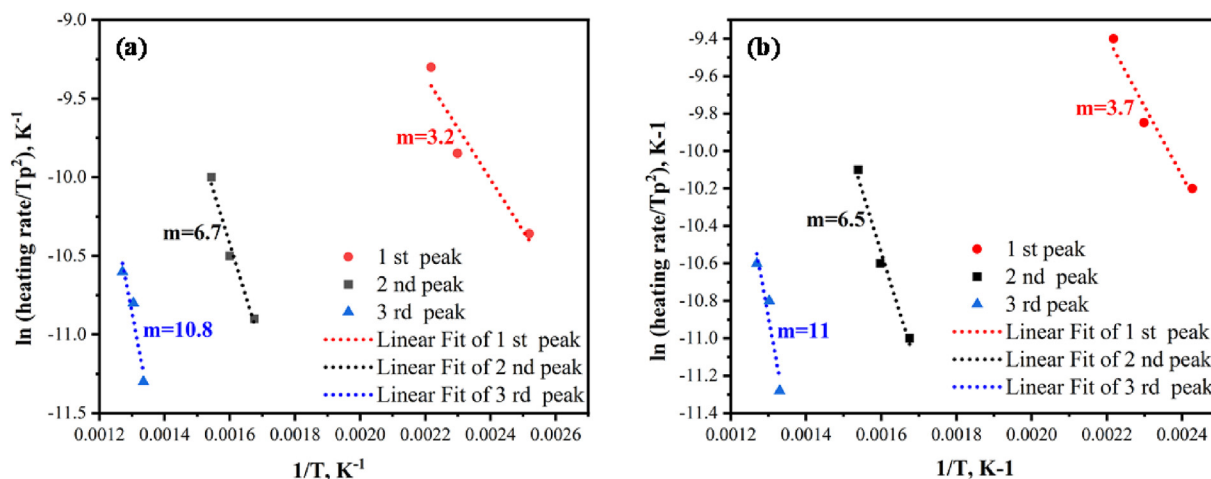 (a)
ln (heating rate/Tp²), K⁻¹
-9.0
-9.5
-10.0
-10.5
-11.0
-11.5
m=3.2
m=6.7
m=10.8
1 st peak
2 nd peak
3 rd peak
Linear Fit of 1 st peak
Linear Fit of 2 nd peak
Linear Fit of 3 rd peak
0.0012 0.0014 0.0016 0.0018 0.0020 0.0022 0.0024 0.0026
1/T, K⁻¹
(b)
ln (heating rate/Tp²), K-1
-9.4
-9.6
-9.8
-10.0
-10.2
-10.4
-10.6
-10.8
-11.0
-11.2
-11.4
m=3.7
m=6.5
m=11
1 st peak
2 nd peak
3 rd peak
Linear Fit of 1 st peak
Linear Fit of 2 nd peak
Linear Fit of 3 rd peak
0.0012 0.0014 0.0016 0.0018 0.0020 0.0022 0.0024
1/T, K-1